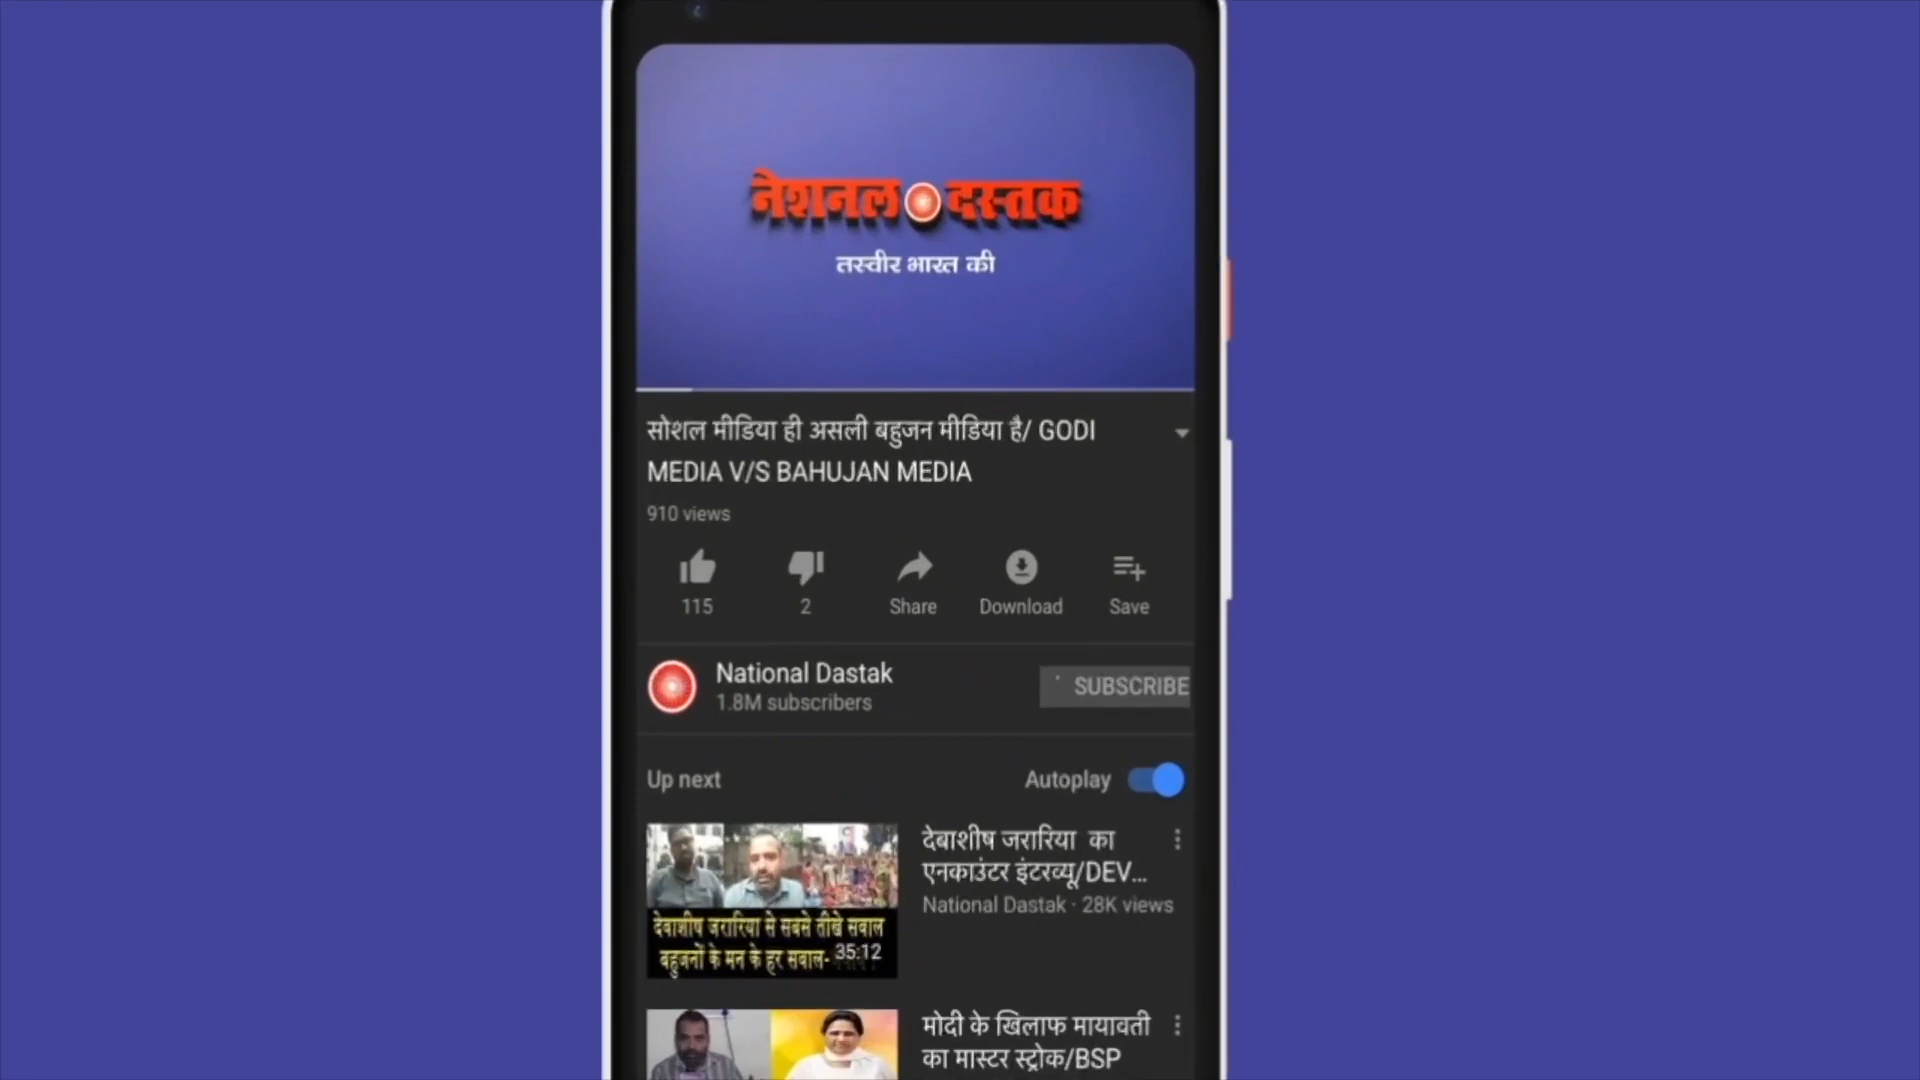 नेशनल दस्तक
तस्वीर भारत की
सोशल मीडिया ही असली बहुजन मीडिया है/ GODI
MEDIA V/S BAHUJAN MEDIA
910 views
115
2
Share
Download
Save
National Dastak
1.8M subscribers
SUBSCRIBE
Up next
Autoplay
देबाशीष जरारिया का
एनकाउंटर इंटरव्यू/DEV...
National Dastak · 28K views
देवाशीष जरारिया से सबसे तीखे सवाल
बहुजनों के मन के हर सवाल-
35:12
मोदी के खिलाफ मायावती
का मास्टर स्ट्रोक/BSP